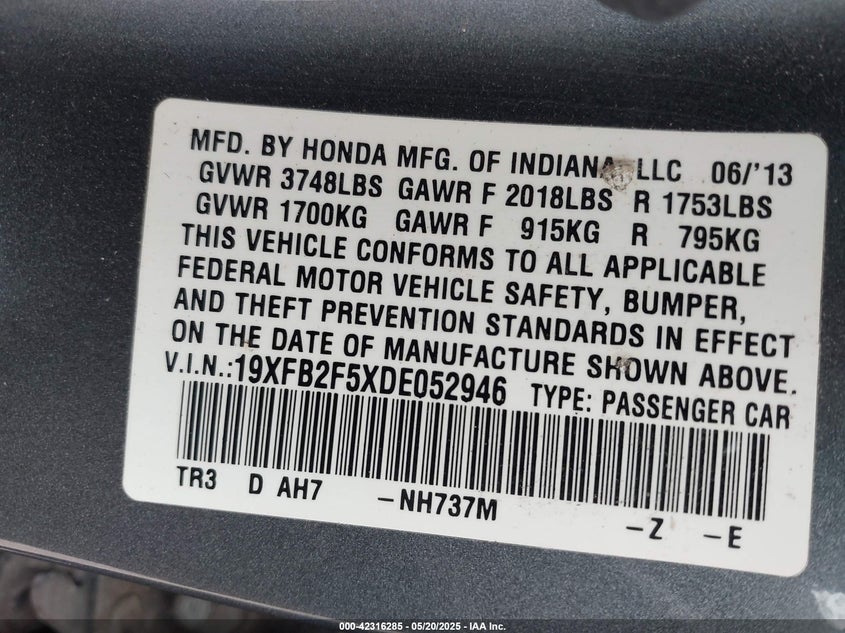 MFD. BY HONDA MFG. OF INDIANA, LLC 06/'13
GVWR 3748LBS GAWR F 2018LBS R 1753LBS
GVWR 1700KG GAWR F 915KG R 795KG
THIS VEHICLE CONFORMS TO ALL APPLICABLE
FEDERAL MOTOR VEHICLE SAFETY, BUMPER,
AND THEFT PREVENTION STANDARDS IN EFFECT
ON THE DATE OF MANUFACTURE SHOWN ABOVE.
V.I.N.:19XFB2F5XDE052946 TYPE: PASSENGER CAR
TR3 D AH7 -NH737M -Z -E
000-42316285 - 05/20/2025 - IAA Inc.